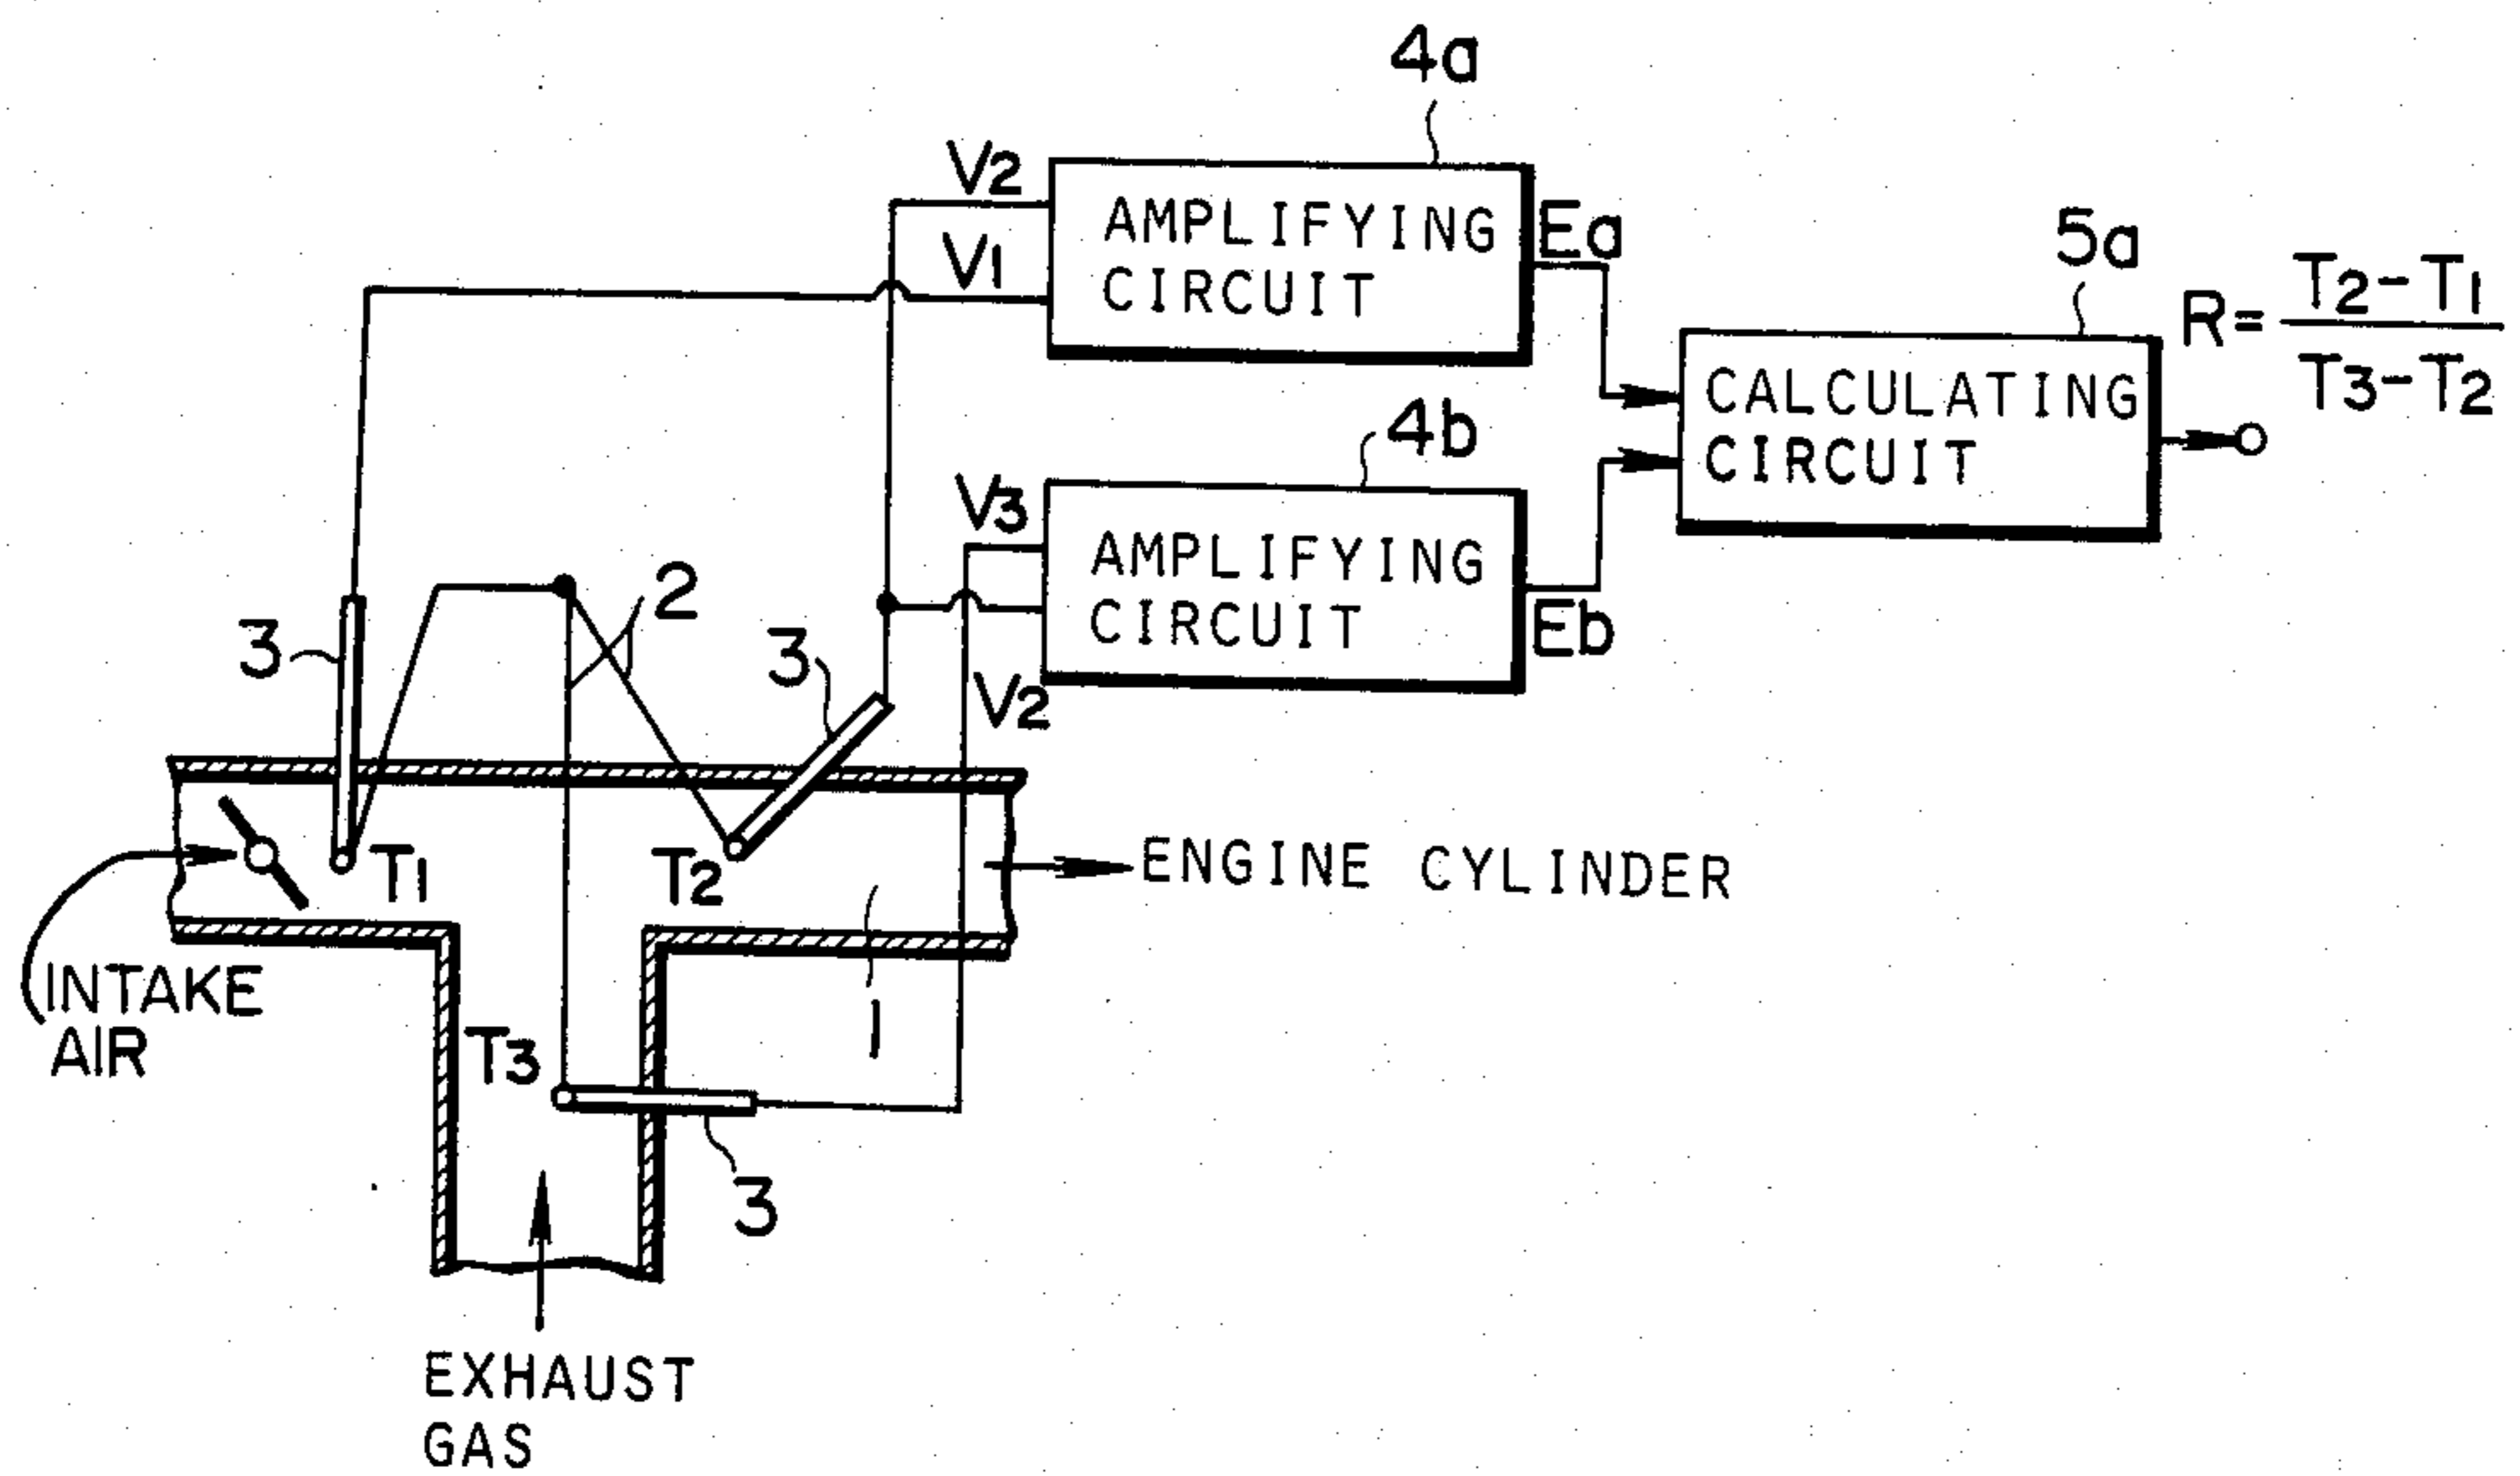 4a
V2
AMPLIFYING
CIRCUIT
V1
Ea
5a
R = T2-T1
T3-T2
CALCULATING
CIRCUIT
4b
V3
AMPLIFYING
CIRCUIT
V2
Eb
2
3
3
T1
T2
ENGINE CYLINDER
INTAKE
AIR
1
T3
3
EXHAUST
GAS